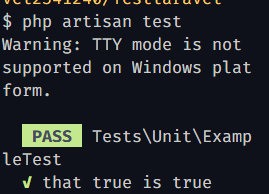 $ php artisan test
Warning: TTY mode is not
supported on Windows plat
form.
PASS Tests\Unit\Examp
leTest
✓ that true is true